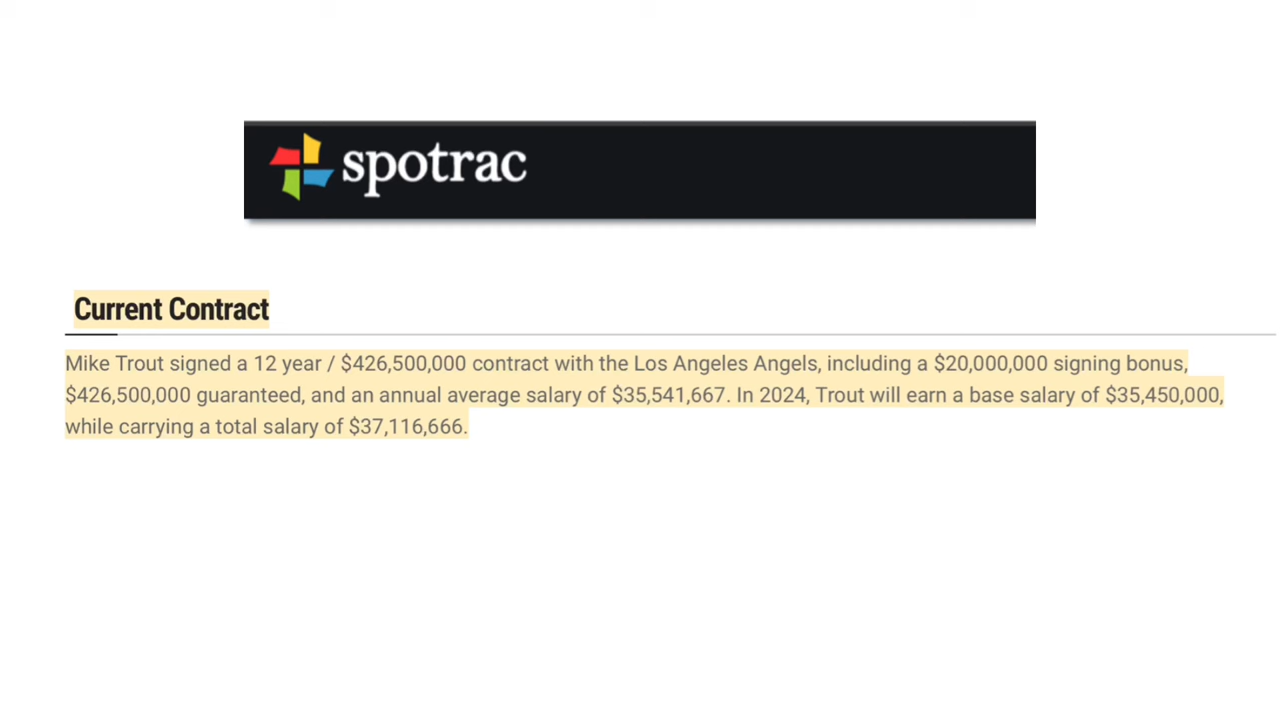 spotrac
Current Contract
Mike Trout signed a 12 year / $426,500,000 contract with the Los Angeles Angels, including a $20,000,000 signing bonus,
$426,500,000 guaranteed, and an annual average salary of $35,541,667. In 2024, Trout will earn a base salary of $35,450,000,
while carrying a total salary of $37,116,666.